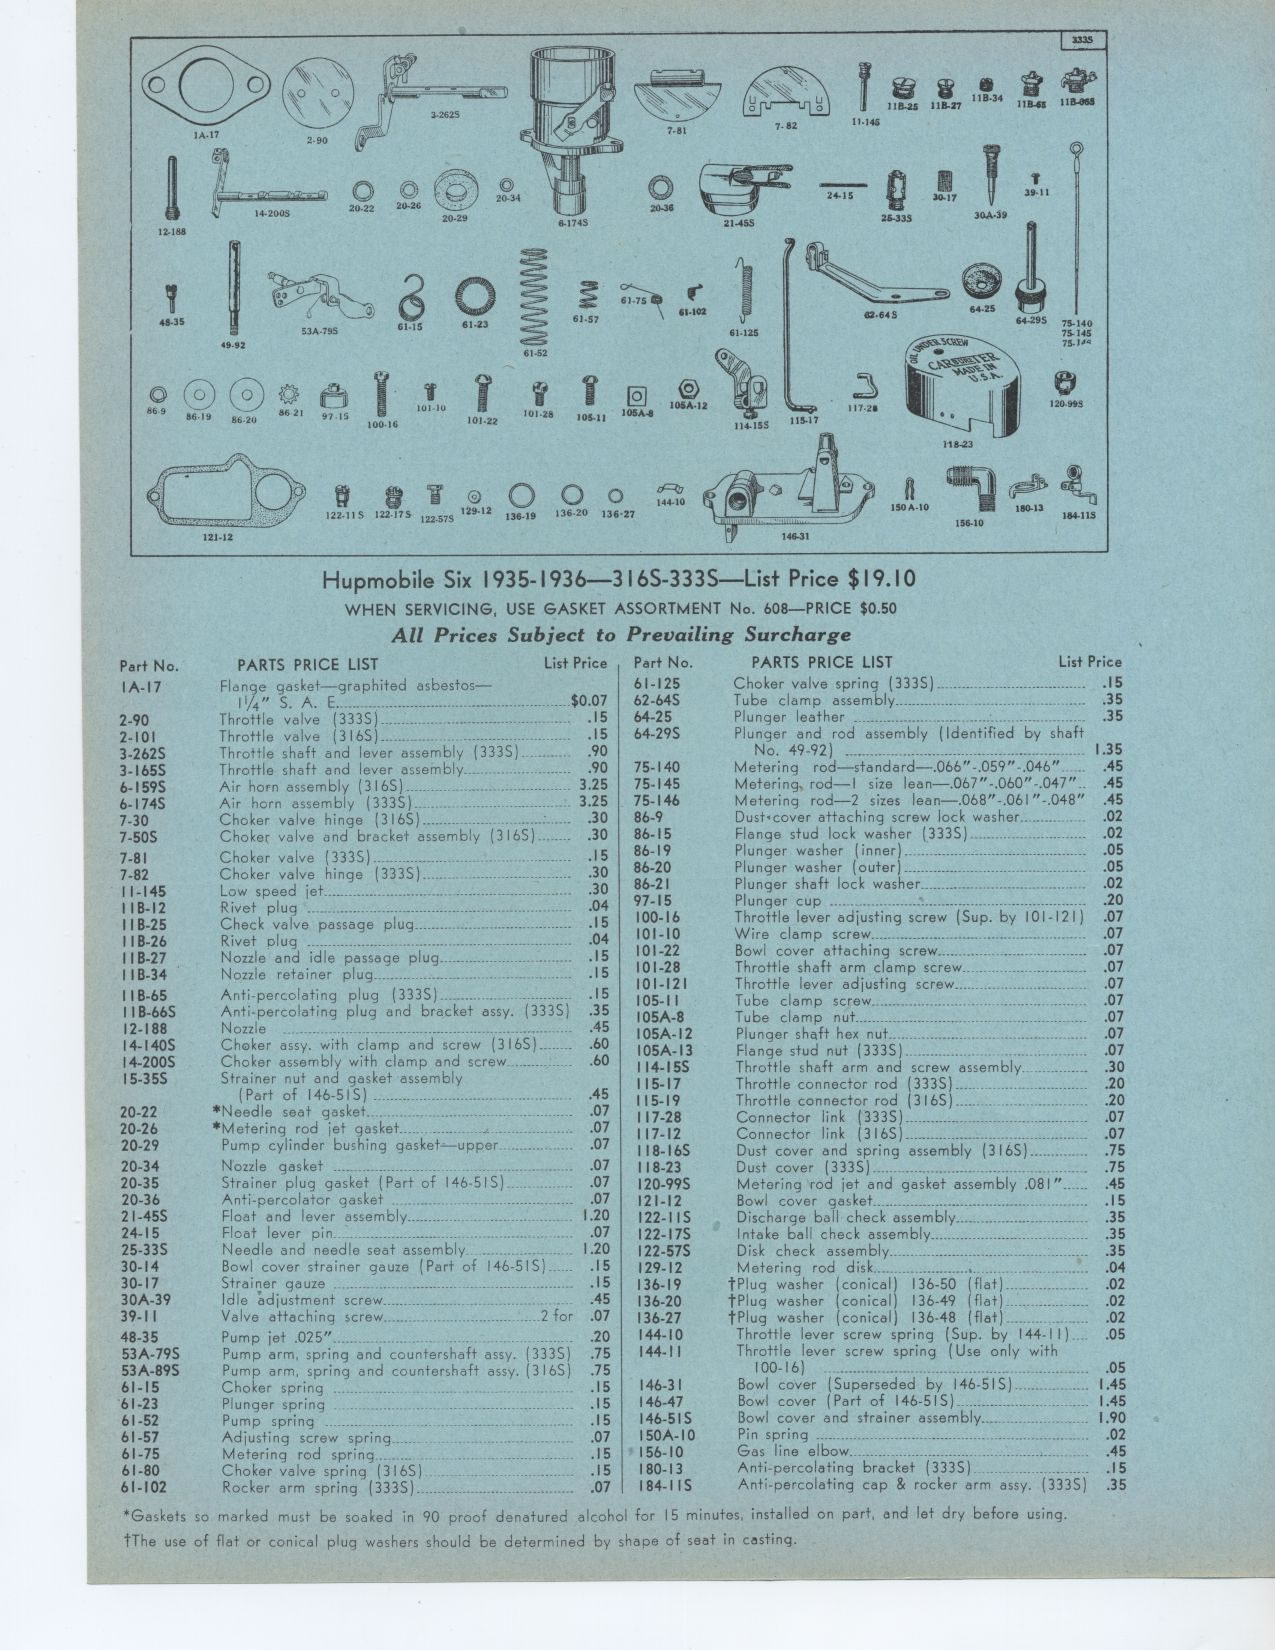 333S
1A-17
2-90
3-262S
6-174S
7-81
7-82
11-145
11B-25
11B-27
11B-34
11B-65
11B-66S
12-188
14-200S
20-22
20-26
20-29
20-34
20-36
21-45S
24-15
25-33S
30-17
30A-39
39-11
48-35
49-92
53A-79S
61-15
61-23
61-52
61-57
61-75
61-102
61-125
62-64S
64-25
64-29S
75-140
75-145
86-9
86-19
86-20
86-21
97-15
100-16
101-10
101-22
101-28
105-11
105A-8
105A-12
114-15S
115-17
117-28
OIL UNDER SCREW
CARBURETER
MADE IN
U.S.A.
118-23
120-99S
121-12
122-11S
122-17S
122-57S
129-12
136-19
136-20
136-27
144-10
146-31
150A-10
156-10
180-13
184-11S
Hupmobile Six 1935-1936—316S-333S—List Price $19.10
WHEN SERVICING, USE GASKET ASSORTMENT No. 608—PRICE $0.50
All Prices Subject to Prevailing Surcharge
Part No. PARTS PRICE LIST List Price
1A-17 Flange gasket—graphited asbestos—
1¼" S. A. E. $0.07
2-90 Throttle valve (333S) .15
2-101 Throttle valve (316S) .15
3-262S Throttle shaft and lever assembly (333S) .90
3-165S Throttle shaft and lever assembly .90
6-159S Air horn assembly (316S) 3.25
6-174S Air horn assembly (333S) 3.25
7-30 Choker valve hinge (316S) .30
7-50S Choker valve and bracket assembly (316S) .30
7-81 Choker valve (333S) .15
7-82 Choker valve hinge (333S) .30
11-145 Low speed jet .30
11B-12 Rivet plug .04
11B-25 Check valve passage plug .15
11B-26 Rivet plug .04
11B-27 Nozzle and idle passage plug .15
11B-34 Nozzle retainer plug .15
11B-65 Anti-percolating plug (333S) .15
11B-66S Anti-percolating plug and bracket assy. (333S) .35
12-188 Nozzle .45
14-140S Choker assy. with clamp and screw (316S) .60
14-200S Choker assembly with clamp and screw .60
15-35S Strainer nut and gasket assembly
(Part of 146-51S) .45
20-22 *Needle seat gasket .07
20-26 *Metering rod jet gasket .07
20-29 Pump cylinder bushing gasket—upper .07
20-34 Nozzle gasket .07
20-35 Strainer plug gasket (Part of 146-51S) .07
20-36 Anti-percolator gasket .07
21-45S Float and lever assembly 1.20
24-15 Float lever pin .07
25-33S Needle and needle seat assembly 1.20
30-14 Bowl cover strainer gauze (Part of 146-51S) .15
30-17 Strainer gauze .15
30A-39 Idle adjustment screw .45
39-11 Valve attaching screw 2 for .07
48-35 Pump jet .025" .20
53A-79S Pump arm, spring and countershaft assy. (333S) .75
53A-89S Pump arm, spring and countershaft assy. (316S) .75
61-15 Choker spring .15
61-23 Plunger spring .15
61-52 Pump spring .15
61-57 Adjusting screw spring .07
61-75 Metering rod spring .15
61-80 Choker valve spring (316S) .15
61-102 Rocker arm spring (333S) .07
Part No. PARTS PRICE LIST List Price
61-125 Choker valve spring (333S) .15
62-64S Tube clamp assembly .35
64-25 Plunger leather .35
64-29S Plunger and rod assembly (Identified by shaft
No. 49-92) 1.35
75-140 Metering rod—standard—.066"-.059"-.046" .45
75-145 Metering rod—1 size lean—.067"-.060"-.047" .45
75-146 Metering rod—2 sizes lean—.068"-.061"-.048" .45
86-9 Dust cover attaching screw lock washer .02
86-15 Flange stud lock washer (333S) .02
86-19 Plunger washer (inner) .05
86-20 Plunger washer (outer) .05
86-21 Plunger shaft lock washer .02
97-15 Plunger cup .20
100-16 Throttle lever adjusting screw (Sup. by 101-121) .07
101-10 Wire clamp screw .07
101-22 Bowl cover attaching screw .07
101-28 Throttle shaft arm clamp screw .07
101-121 Throttle lever adjusting screw .07
105-11 Tube clamp screw .07
105A-8 Tube clamp nut .07
105A-12 Plunger shaft hex nut .07
105A-13 Flange stud nut (333S) .07
114-15S Throttle shaft arm and screw assembly .30
115-17 Throttle connector rod (333S) .20
115-19 Throttle connector rod (316S) .20
117-28 Connector link (333S) .07
117-12 Connector link (316S) .07
118-16S Dust cover and spring assembly (316S) .75
118-23 Dust cover (333S) .75
120-99S Metering rod jet and gasket assembly .081" .45
121-12 Bowl cover gasket .15
122-11S Discharge ball check assembly .35
122-17S Intake ball check assembly .35
122-57S Disk check assembly .35
129-12 Metering rod disk .04
136-19 †Plug washer (conical) 136-50 (flat) .02
136-20 †Plug washer (conical) 136-49 (flat) .02
136-27 †Plug washer (conical) 136-48 (flat) .02
144-10 Throttle lever screw spring (Sup. by 144-11) .05
144-11 Throttle lever screw spring (Use only with
100-16) .05
146-31 Bowl cover (Superseded by 146-51S) 1.45
146-47 Bowl cover (Part of 146-51S) 1.45
146-51S Bowl cover and strainer assembly 1.90
150A-10 Pin spring .02
156-10 Gas line elbow .45
180-13 Anti-percolating bracket (333S) .15
184-11S Anti-percolating cap & rocker arm assy. (333S) .35
*Gaskets so marked must be soaked in 90 proof denatured alcohol for 15 minutes, installed on part, and let dry before using.
†The use of flat or conical plug washers should be determined by shape of seat in casting.